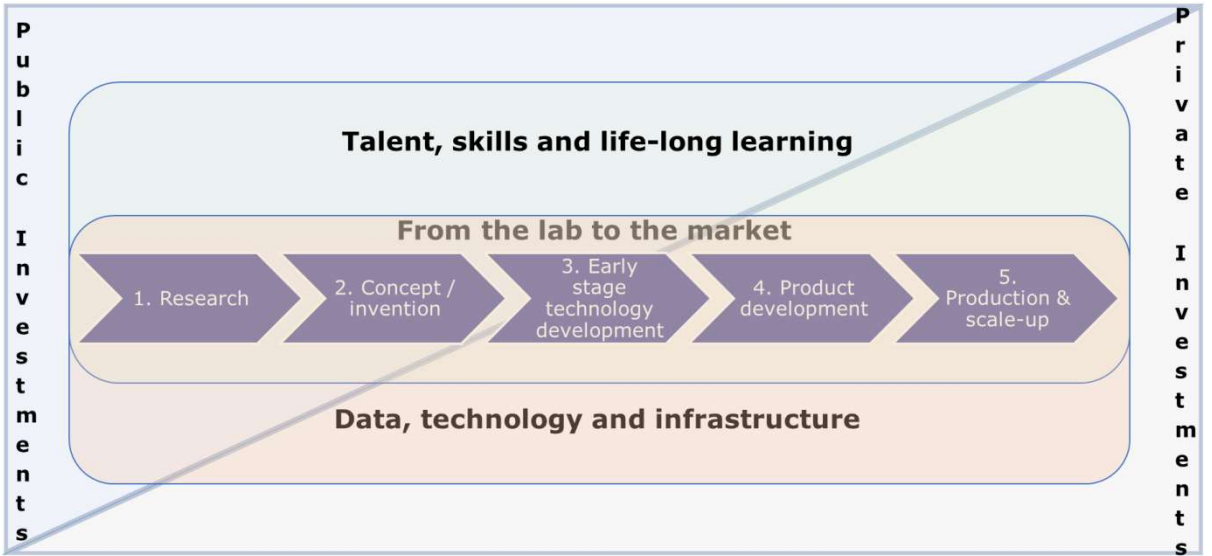 Public Investments
Talent, skills and life-long learning
From the lab to the market
1. Research
2. Concept /
invention
3. Early
stage
technology
development
4. Product
development
5.
Production &
scale-up
Data, technology and infrastructure
Private Investments